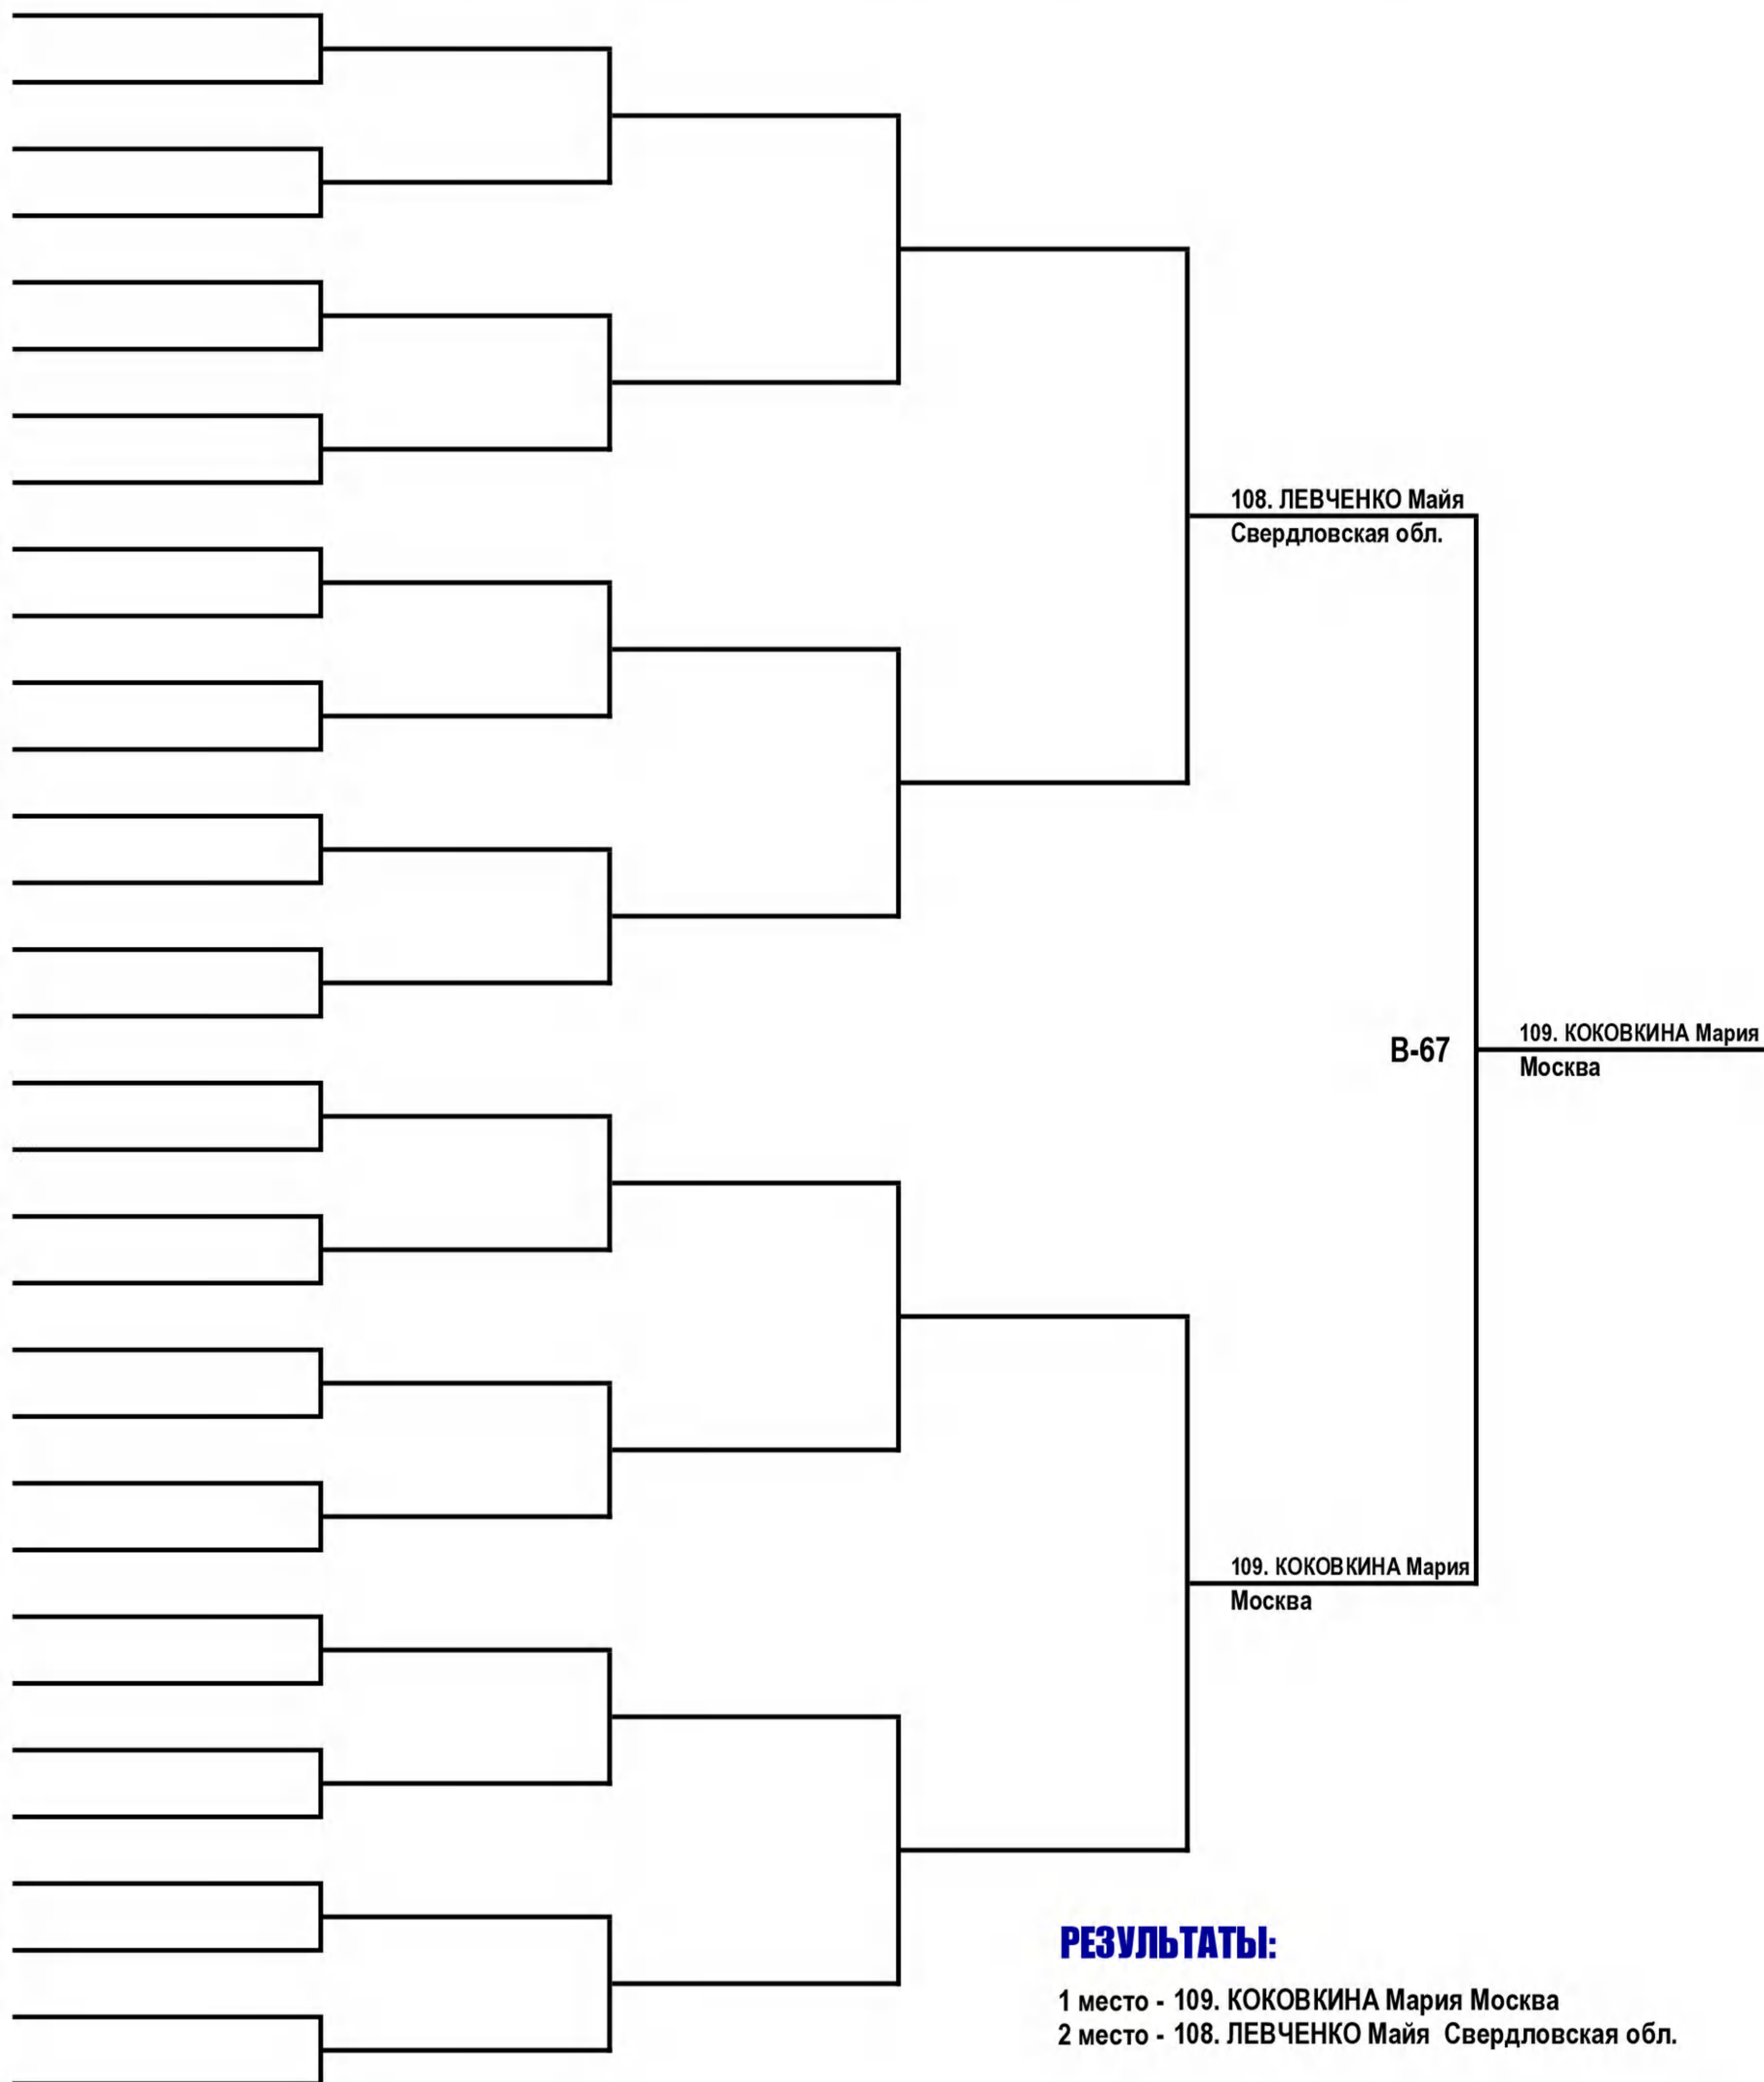 108. ЛЕВЧЕНКО Майя
Свердловская обл.
В-67
109. КОКОВКИНА Мария
Москва
109. КОКОВКИНА Мария
Москва
РЕЗУЛЬТАТЫ:
1 место - 109. КОКОВКИНА Мария Москва
2 место - 108. ЛЕВЧЕНКО Майя Свердловская обл.